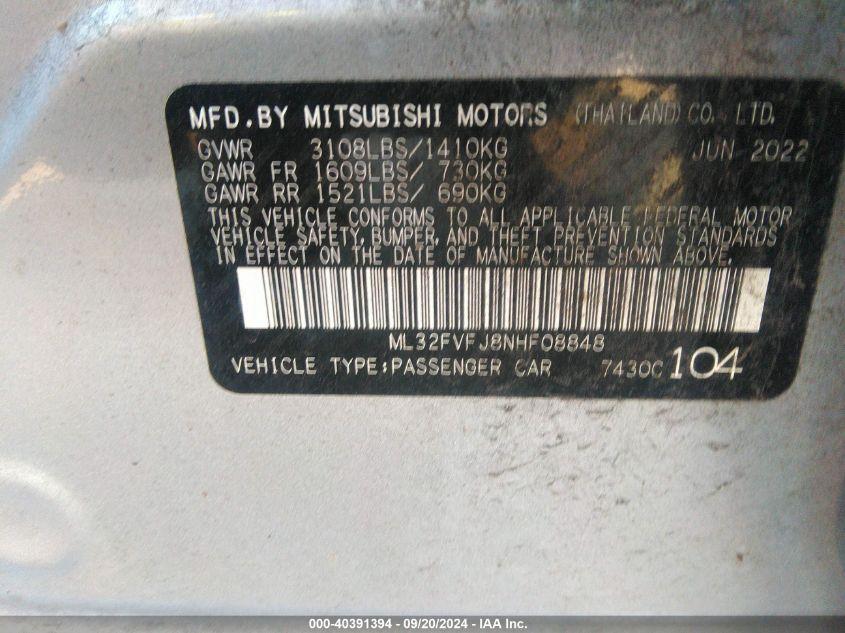 MFD.BY MITSUBISHI MOTORS (THAILAND) CO., LTD.
GVWR 3108LBS/1410KG JUN 2022
GAWR FR 1609LBS/ 730KG
GAWR RR 1521LBS/ 690KG
THIS VEHICLE CONFORMS TO ALL APPLICABLE FEDERAL MOTOR
VEHICLE SAFETY, BUMPER, AND THEFT PREVENTION STANDARDS
IN EFFECT ON THE DATE OF MANUFACTURE SHOWN ABOVE.
ML32FVFJ8NHF08848
VEHICLE TYPE:PASSENGER CAR 7430C 104
000-40391394 - 09/20/2024 - IAA Inc.